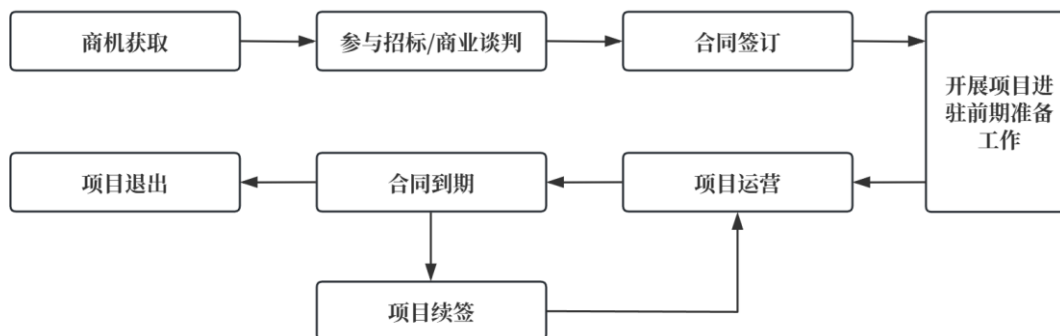 商机获取
参与招标/商业谈判
合同签订
开展项目进
驻前期准备
工作
项目运营
合同到期
项目退出
项目续签